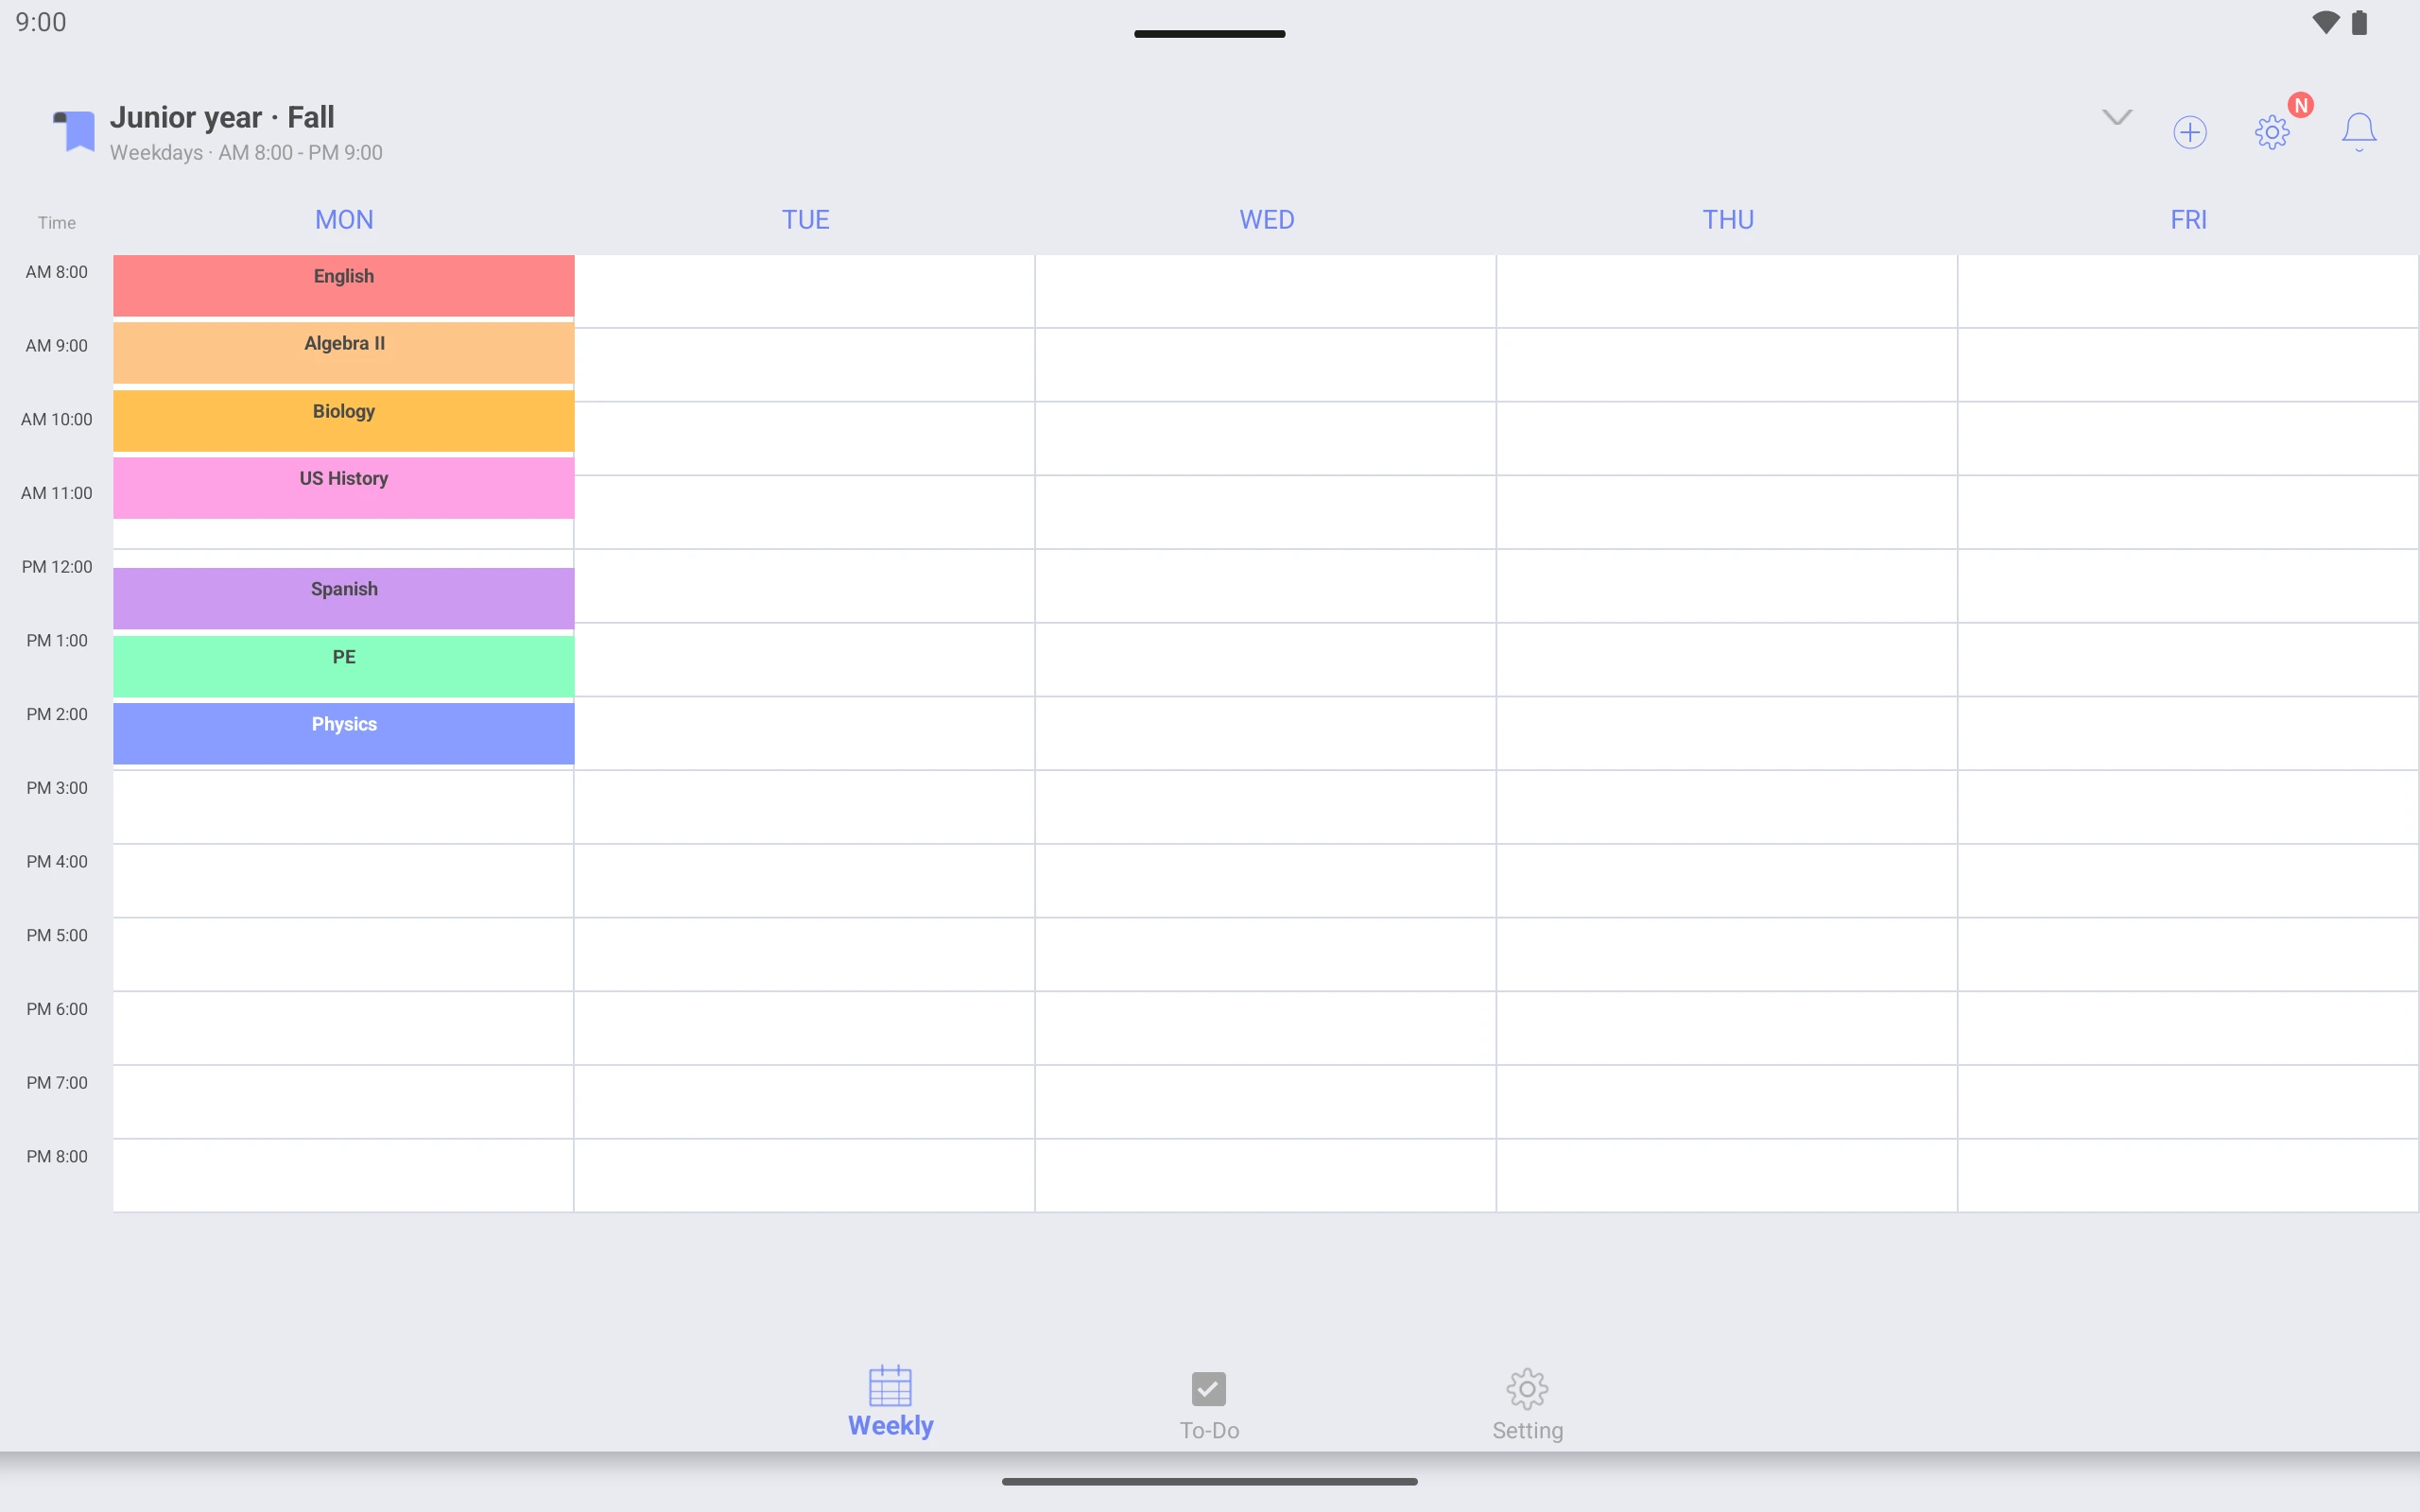 9:00
Junior year · Fall
Weekdays · AM 8:00 - PM 9:00
N
Time MON TUE WED THU FRI
AM 8:00 English
AM 9:00 Algebra II
AM 10:00 Biology
AM 11:00 US History
PM 12:00 Spanish
PM 1:00 PE
PM 2:00 Physics
PM 3:00
PM 4:00
PM 5:00
PM 6:00
PM 7:00
PM 8:00
Weekly To-Do Setting